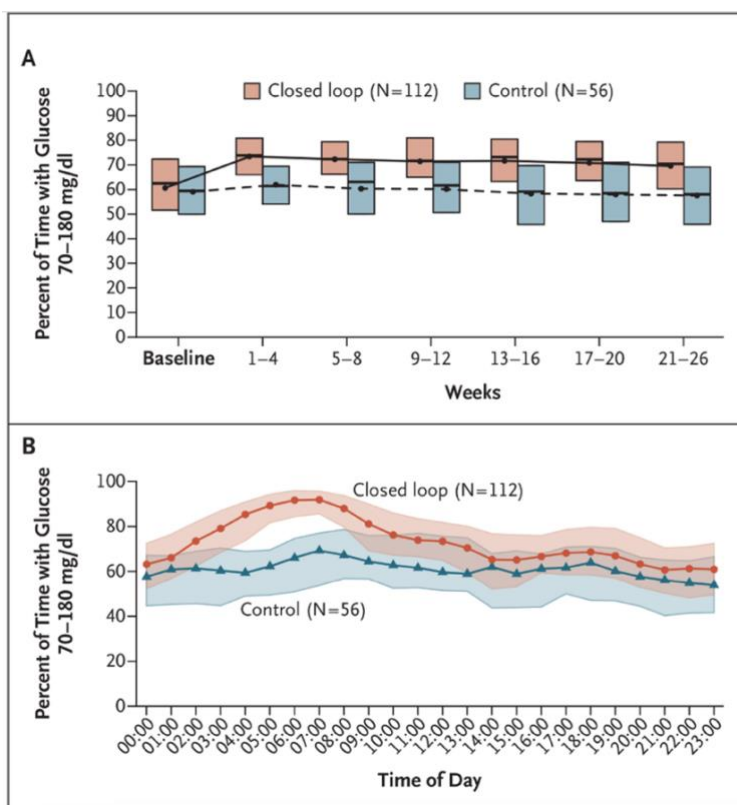 A
Closed loop (N=112) Control (N=56)
Percent of Time with Glucose
70–180 mg/dl
100
90
80
70
60
50
40
30
20
10
0
Baseline 1–4 5–8 9–12 13–16 17–20 21–26
Weeks
B
Closed loop (N=112)
Control (N=56)
Percent of Time with Glucose
70–180 mg/dl
100
80
60
40
20
0
00:00 01:00 02:00 03:00 04:00 05:00 06:00 07:00 08:00 09:00 10:00 11:00 12:00 13:00 14:00 15:00 16:00 17:00 18:00 19:00 20:00 21:00 22:00 23:00
Time of Day